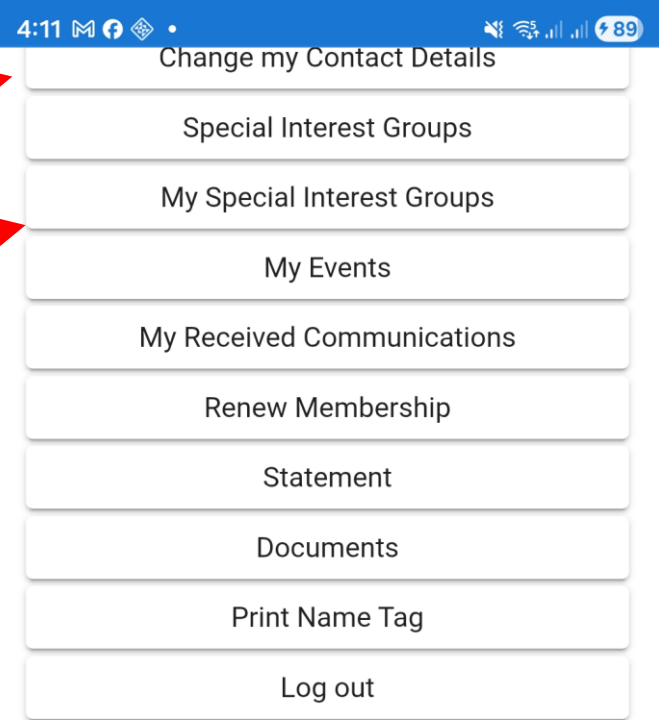 4:11
89
Change my Contact Details
Special Interest Groups
My Special Interest Groups
My Events
My Received Communications
Renew Membership
Statement
Documents
Print Name Tag
Log out